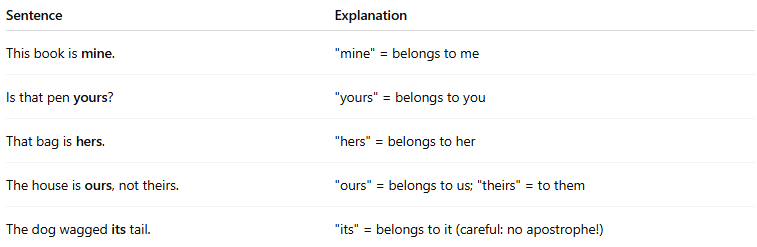 Sentence Explanation
This book is mine. "mine" = belongs to me
Is that pen yours? "yours" = belongs to you
That bag is hers. "hers" = belongs to her
The house is ours, not theirs. "ours" = belongs to us; "theirs" = to them
The dog wagged its tail. "its" = belongs to it (careful: no apostrophe!)